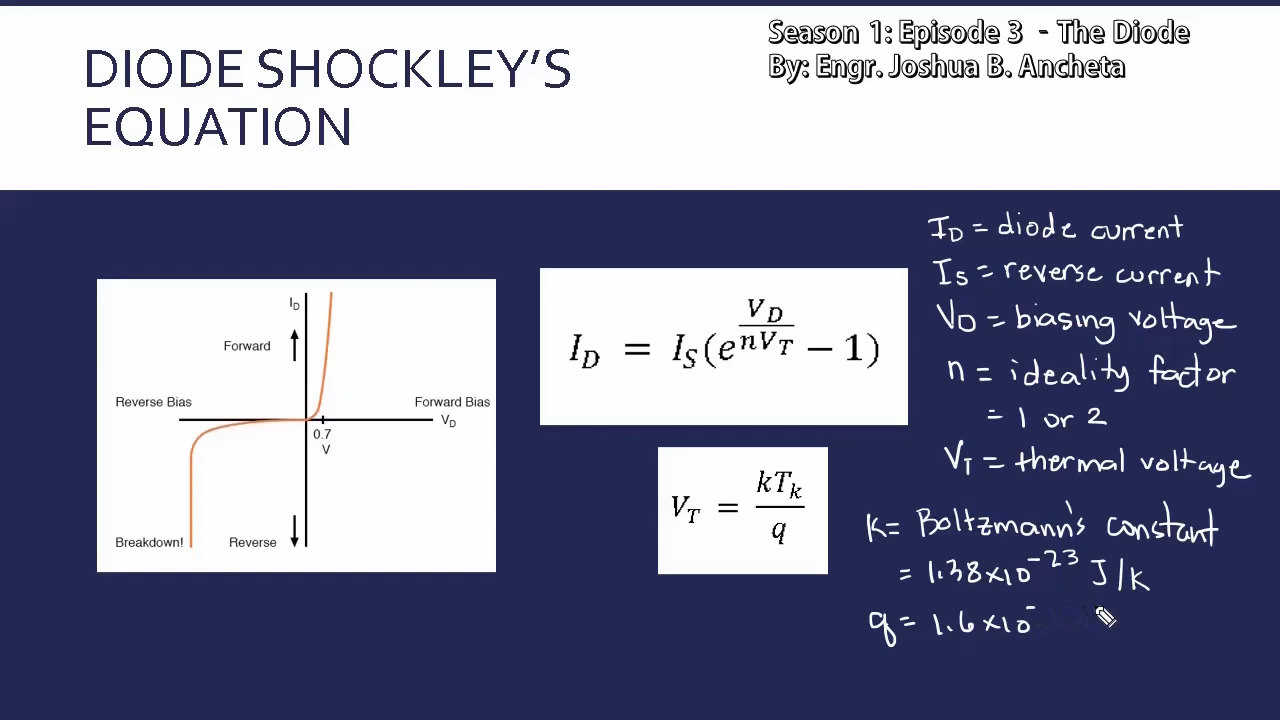 Season 1: Episode 3 - The Diode
By: Engr. Joshua B. Ancheta
DIODE SHOCKLEY'S
EQUATION
I_D
Forward
Reverse Bias
Forward Bias
V_D
0.7
V
Breakdown!
Reverse
I_D = I_S(e^{\frac{V_D}{nV_T}} − 1)
V_T = \frac{kT_k}{q}
I_D = diode current
I_S = reverse current
V_D = biasing voltage
n = ideality factor
= 1 or 2
V_T = thermal voltage
K = Boltzmann's constant
= 1.38×10^{-23} J/K
q = 1.6×10^-